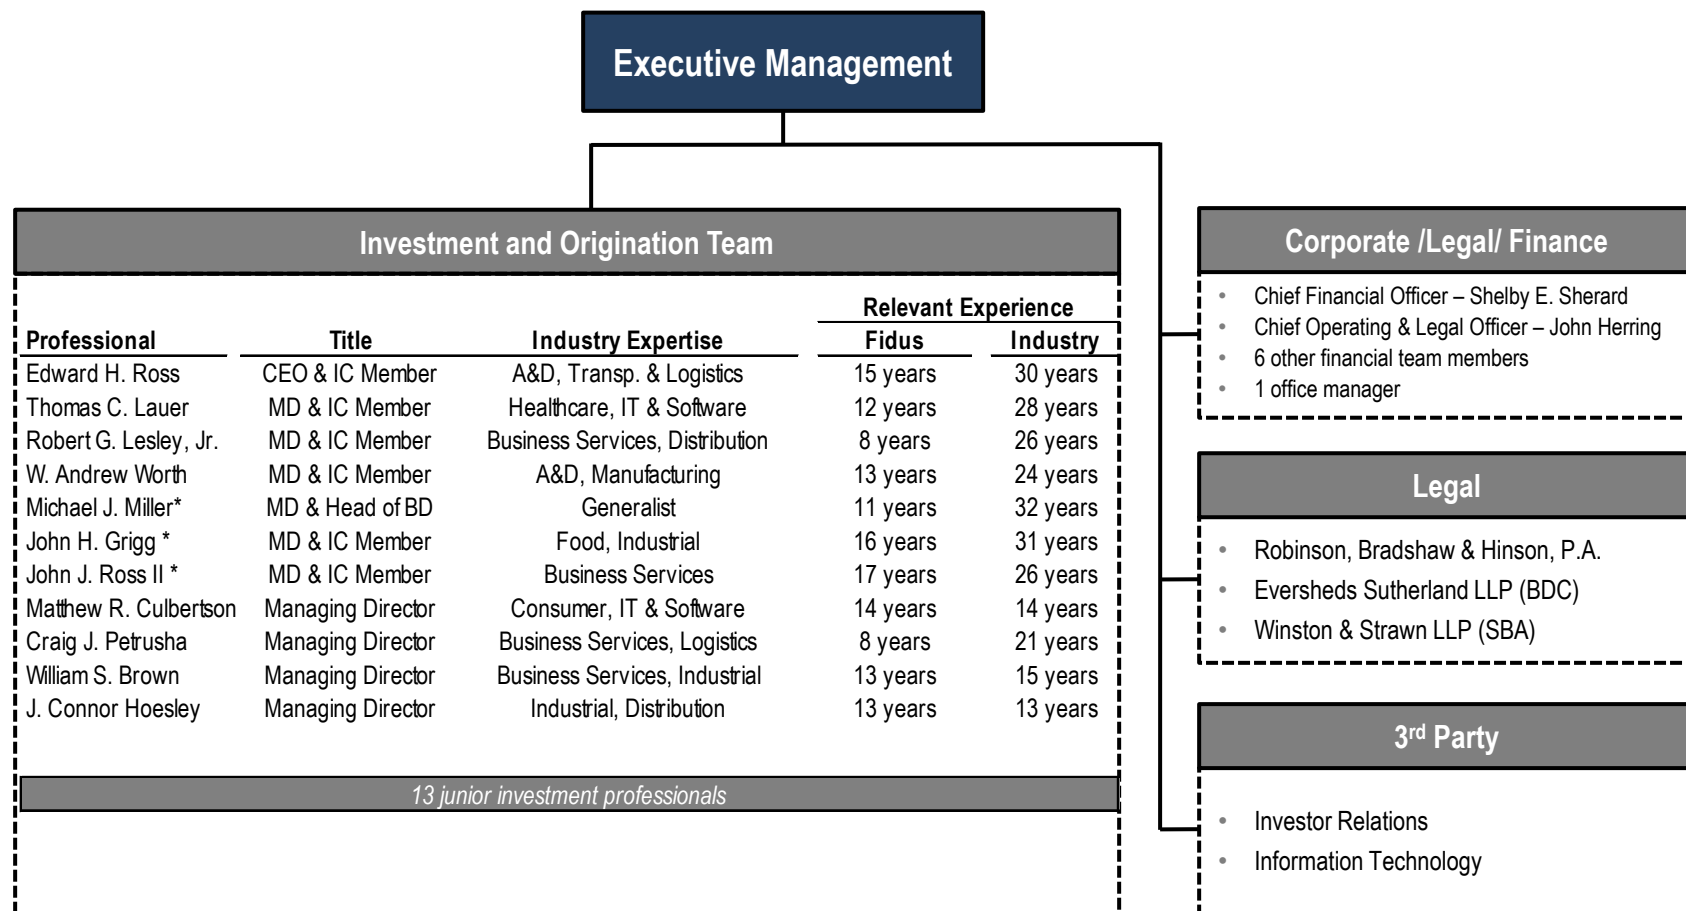 Executive Management
Investment and Origination Team
Relevant Experience
Professional Title Industry Expertise Fidus Industry
Edward H. Ross CEO & IC Member A&D, Transp. & Logistics 15 years 30 years
Thomas C. Lauer MD & IC Member Healthcare, IT & Software 12 years 28 years
Robert G. Lesley, Jr. MD & IC Member Business Services, Distribution 8 years 26 years
W. Andrew Worth MD & IC Member A&D, Manufacturing 13 years 24 years
Michael J. Miller* MD & Head of BD Generalist 11 years 32 years
John H. Grigg * MD & IC Member Food, Industrial 16 years 31 years
John J. Ross II * MD & IC Member Business Services 17 years 26 years
Matthew R. Culbertson Managing Director Consumer, IT & Software 14 years 14 years
Craig J. Petrusha Managing Director Business Services, Logistics 8 years 21 years
William S. Brown Managing Director Business Services, Industrial 13 years 15 years
J. Connor Hoesley Managing Director Industrial, Distribution 13 years 13 years
13 junior investment professionals
Corporate /Legal/ Finance
• Chief Financial Officer – Shelby E. Sherard
• Chief Operating & Legal Officer – John Herring
• 6 other financial team members
• 1 office manager
Legal
• Robinson, Bradshaw & Hinson, P.A.
• Eversheds Sutherland LLP (BDC)
• Winston & Strawn LLP (SBA)
3rd Party
• Investor Relations
• Information Technology